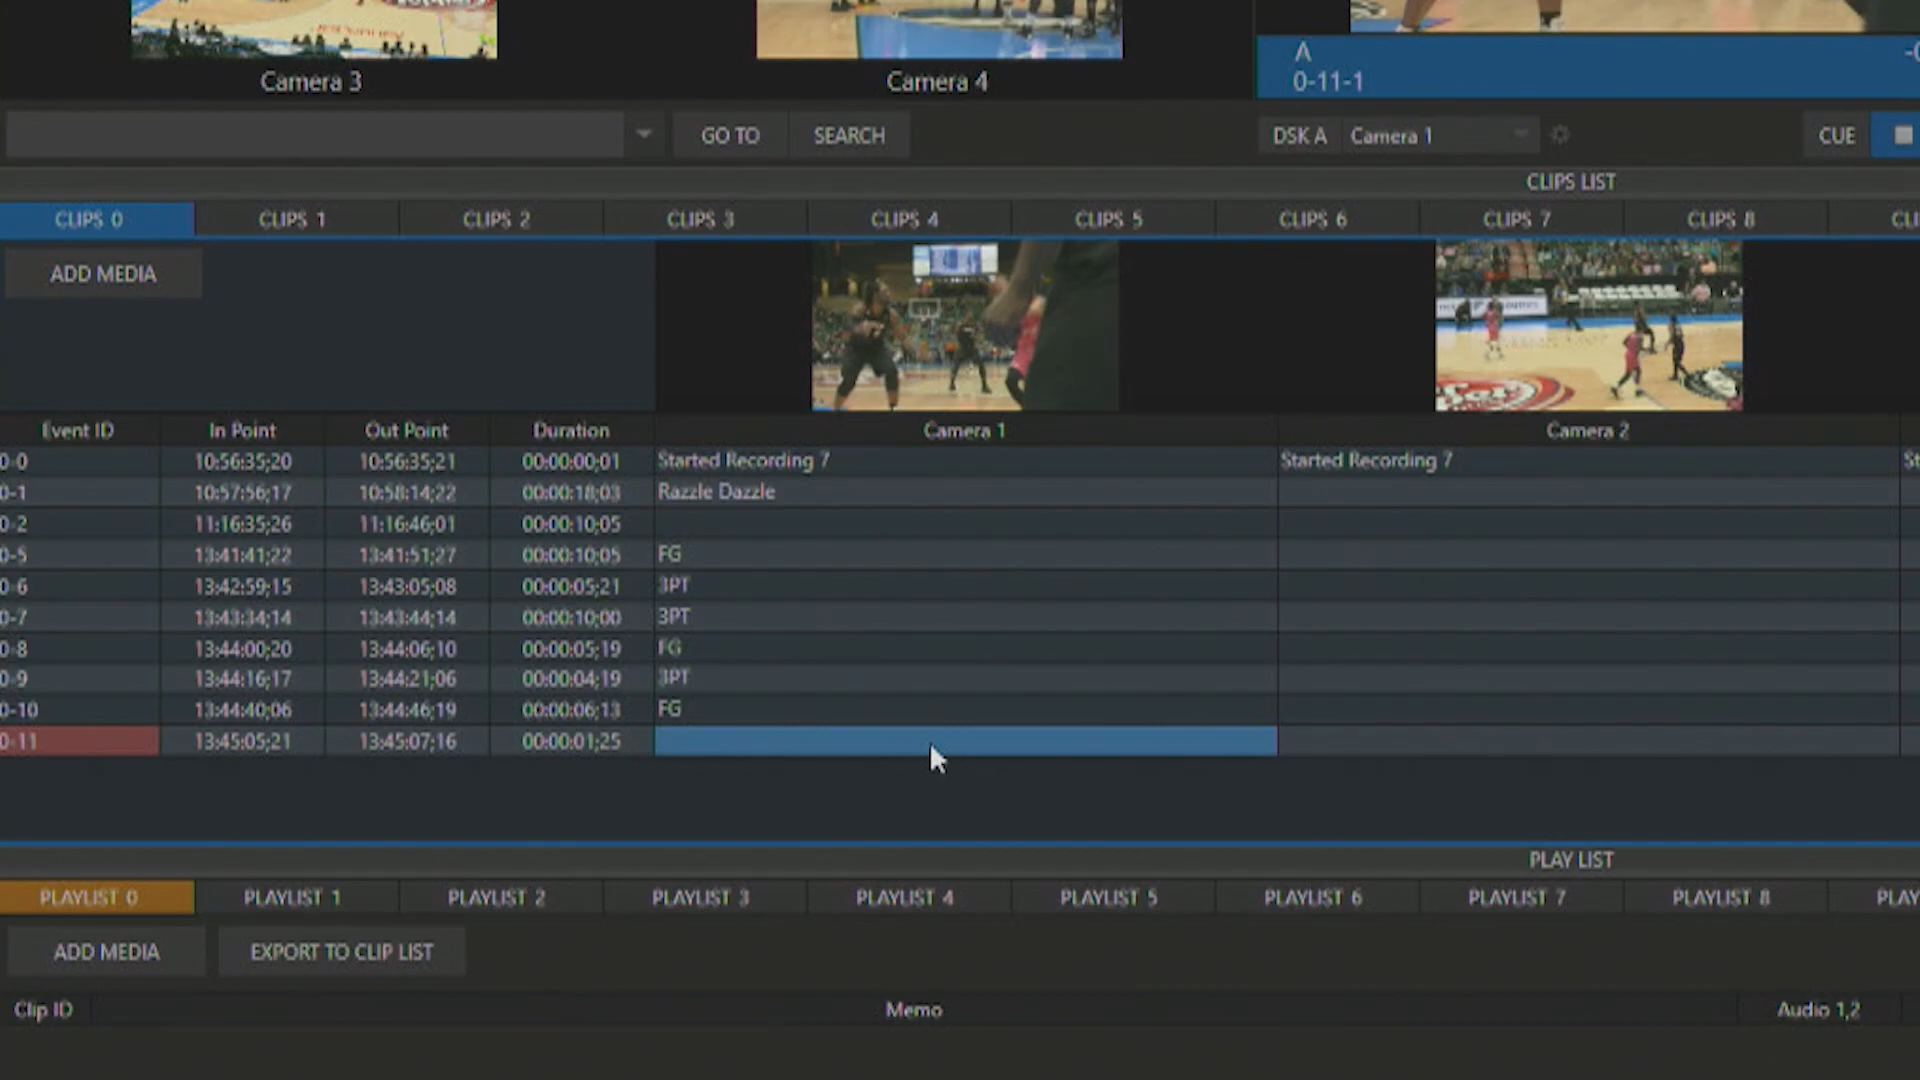 Camera 3
Camera 4
A
0-11-1
GO TO
SEARCH
DSK A
Camera 1
CUE
CLIPS LIST
CLIPS 0
CLIPS 1
CLIPS 2
CLIPS 3
CLIPS 4
CLIPS 5
CLIPS 6
CLIPS 7
CLIPS 8
CLI
ADD MEDIA
Event ID In Point Out Point Duration Camera 1 Camera 2
0-0 10:56:35;20 10:56:35;21 00:00:00;01 Started Recording 7 Started Recording 7 St
0-1 10:57:56;17 10:58:14;22 00:00:18;03 Razzle Dazzle
0-2 11:16:35;26 11:16:46;01 00:00:10;05
0-5 13:41:41;22 13:41:51;27 00:00:10;05 FG
0-6 13:42:59;15 13:43:05;08 00:00:05;21 3PT
0-7 13:43:34;14 13:43:44;14 00:00:10;00 3PT
0-8 13:44:00;20 13:44:06;10 00:00:05;19 FG
0-9 13:44:16;17 13:44:21;06 00:00:04;19 3PT
0-10 13:44:40;06 13:44:46;19 00:00:06;13 FG
0-11 13:45:05;21 13:45:07;16 00:00:01;25
PLAY LIST
PLAYLIST 0
PLAYLIST 1
PLAYLIST 2
PLAYLIST 3
PLAYLIST 4
PLAYLIST 5
PLAYLIST 6
PLAYLIST 7
PLAYLIST 8
PLAY
ADD MEDIA
EXPORT TO CLIP LIST
Clip ID Memo Audio 1,2